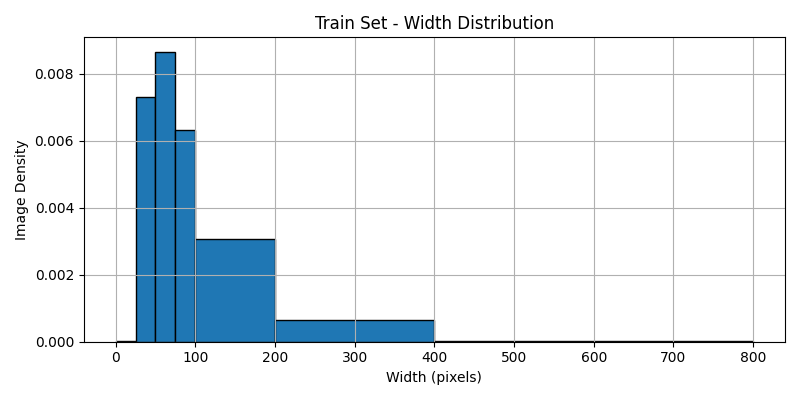 Train Set - Width Distribution
Image Density
0.008
0.006
0.004
0.002
0.000
0 100 200 300 400 500 600 700 800
Width (pixels)